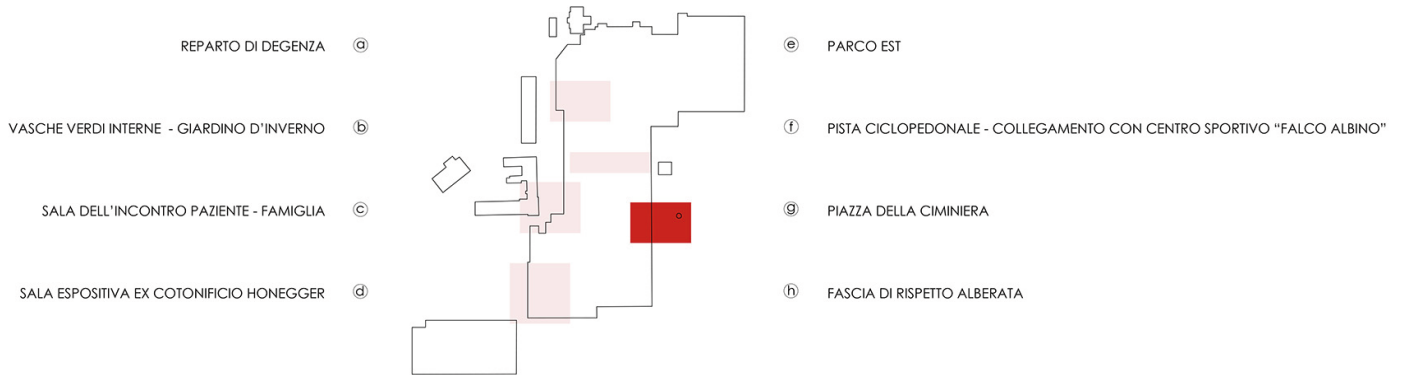 REPARTO DI DEGENZA ⓐ
VASCHE VERDI INTERNE - GIARDINO D'INVERNO ⓑ
SALA DELL'INCONTRO PAZIENTE - FAMIGLIA ⓒ
SALA ESPOSITIVA EX COTONIFICIO HONEGGER ⓓ
ⓔ PARCO EST
ⓕ PISTA CICLOPEDONALE - COLLEGAMENTO CON CENTRO SPORTIVO “FALCO ALBINO”
ⓖ PIAZZA DELLA CIMINIERA
ⓗ FASCIA DI RISPETTO ALBERATA